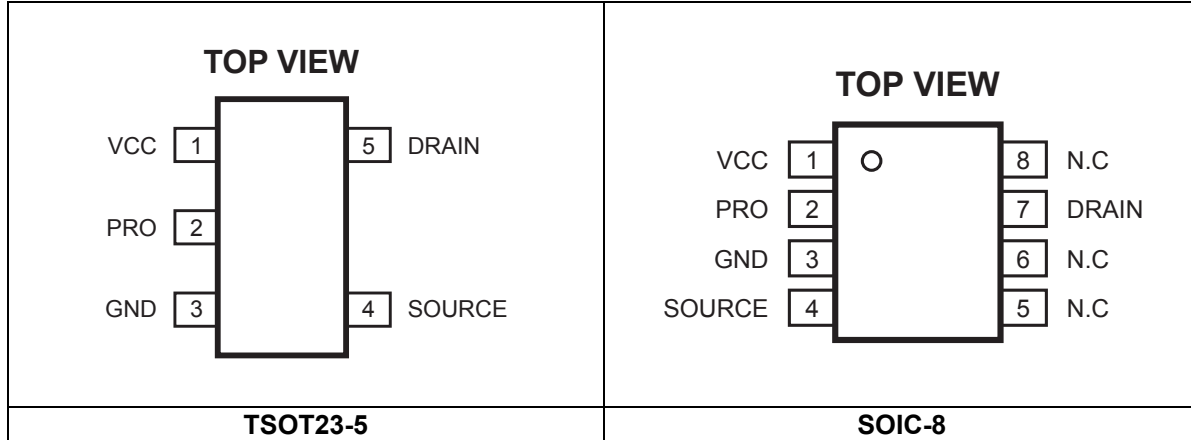 TOP VIEW
VCC 1 5 DRAIN
PRO 2
GND 3 4 SOURCE
TSOT23-5
TOP VIEW
VCC 1 8 N.C
PRO 2 7 DRAIN
GND 3 6 N.C
SOURCE 4 5 N.C
SOIC-8